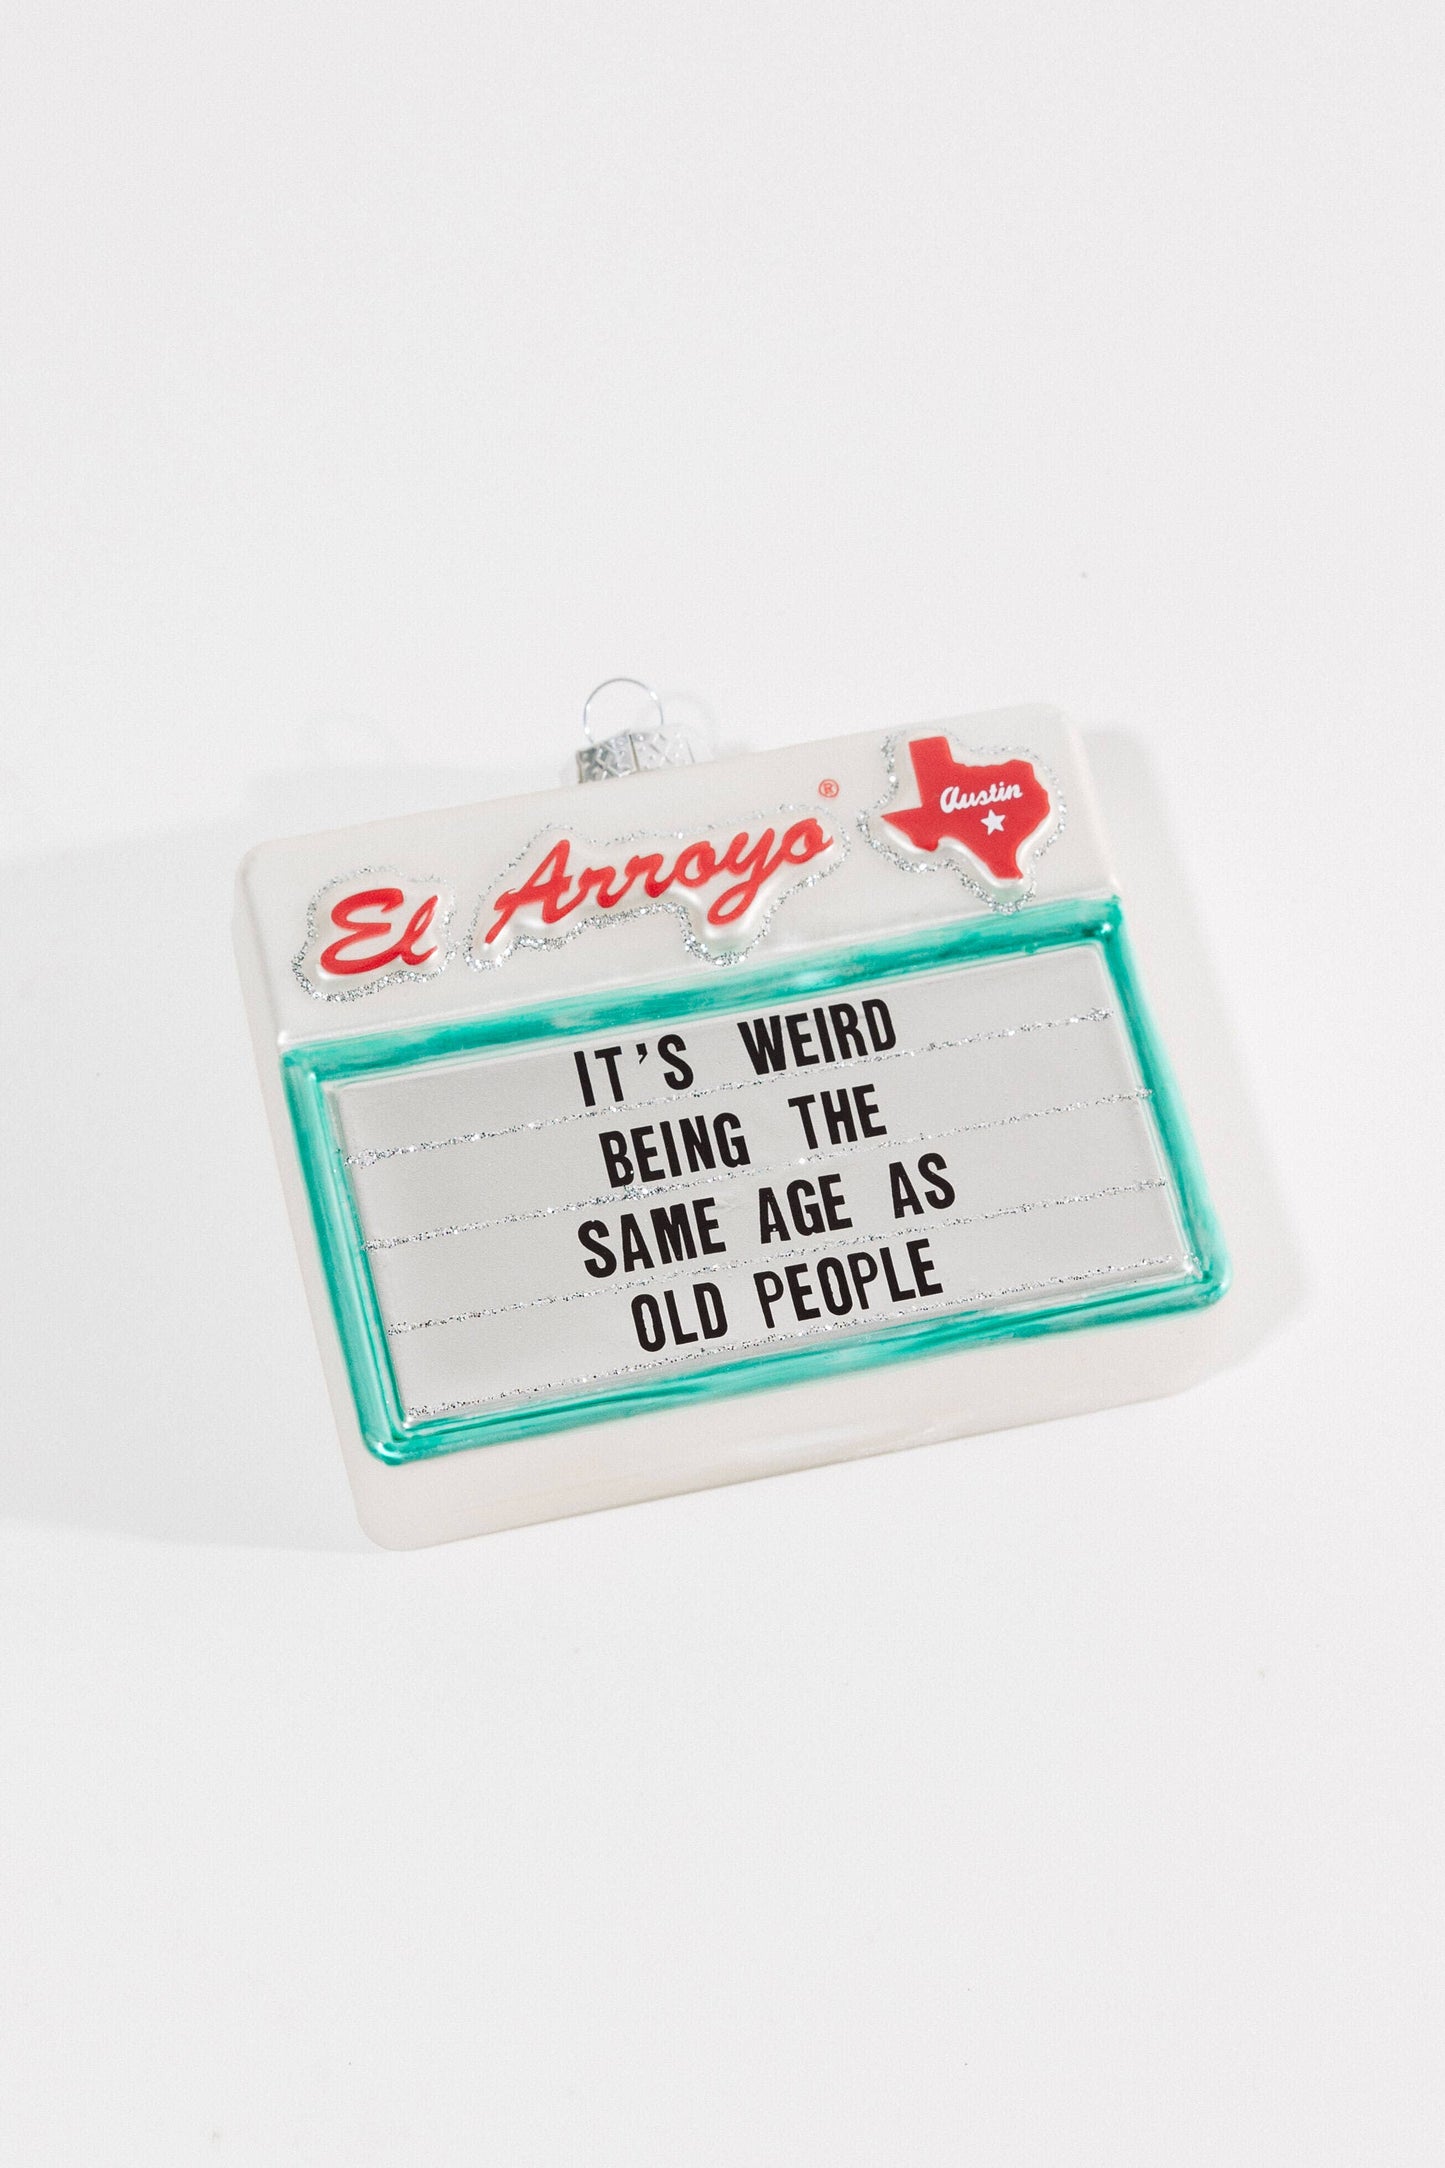 El Arroyo ®
Austin
IT'S WEIRD
BEING THE
SAME AGE AS
OLD PEOPLE